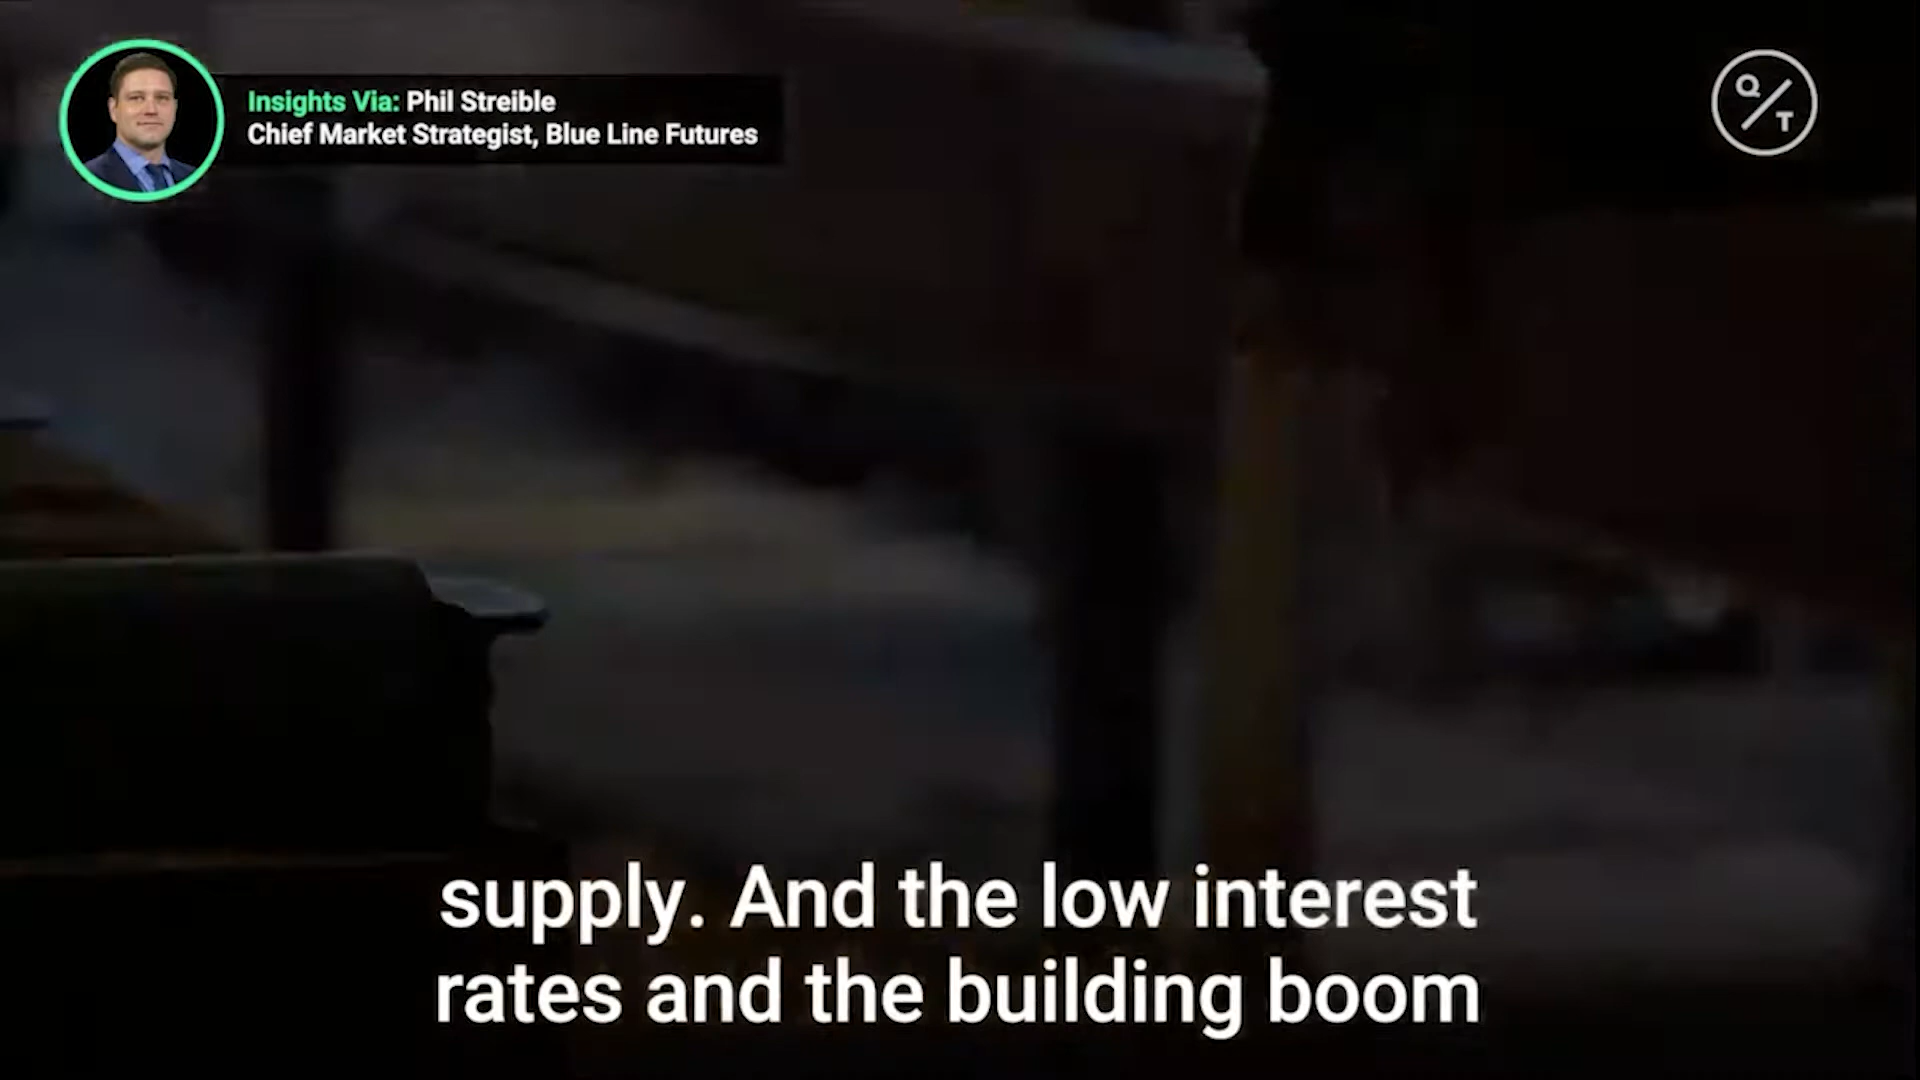 Insights Via: Phil Streible
Chief Market Strategist, Blue Line Futures
Q
T
supply. And the low interest
rates and the building boom